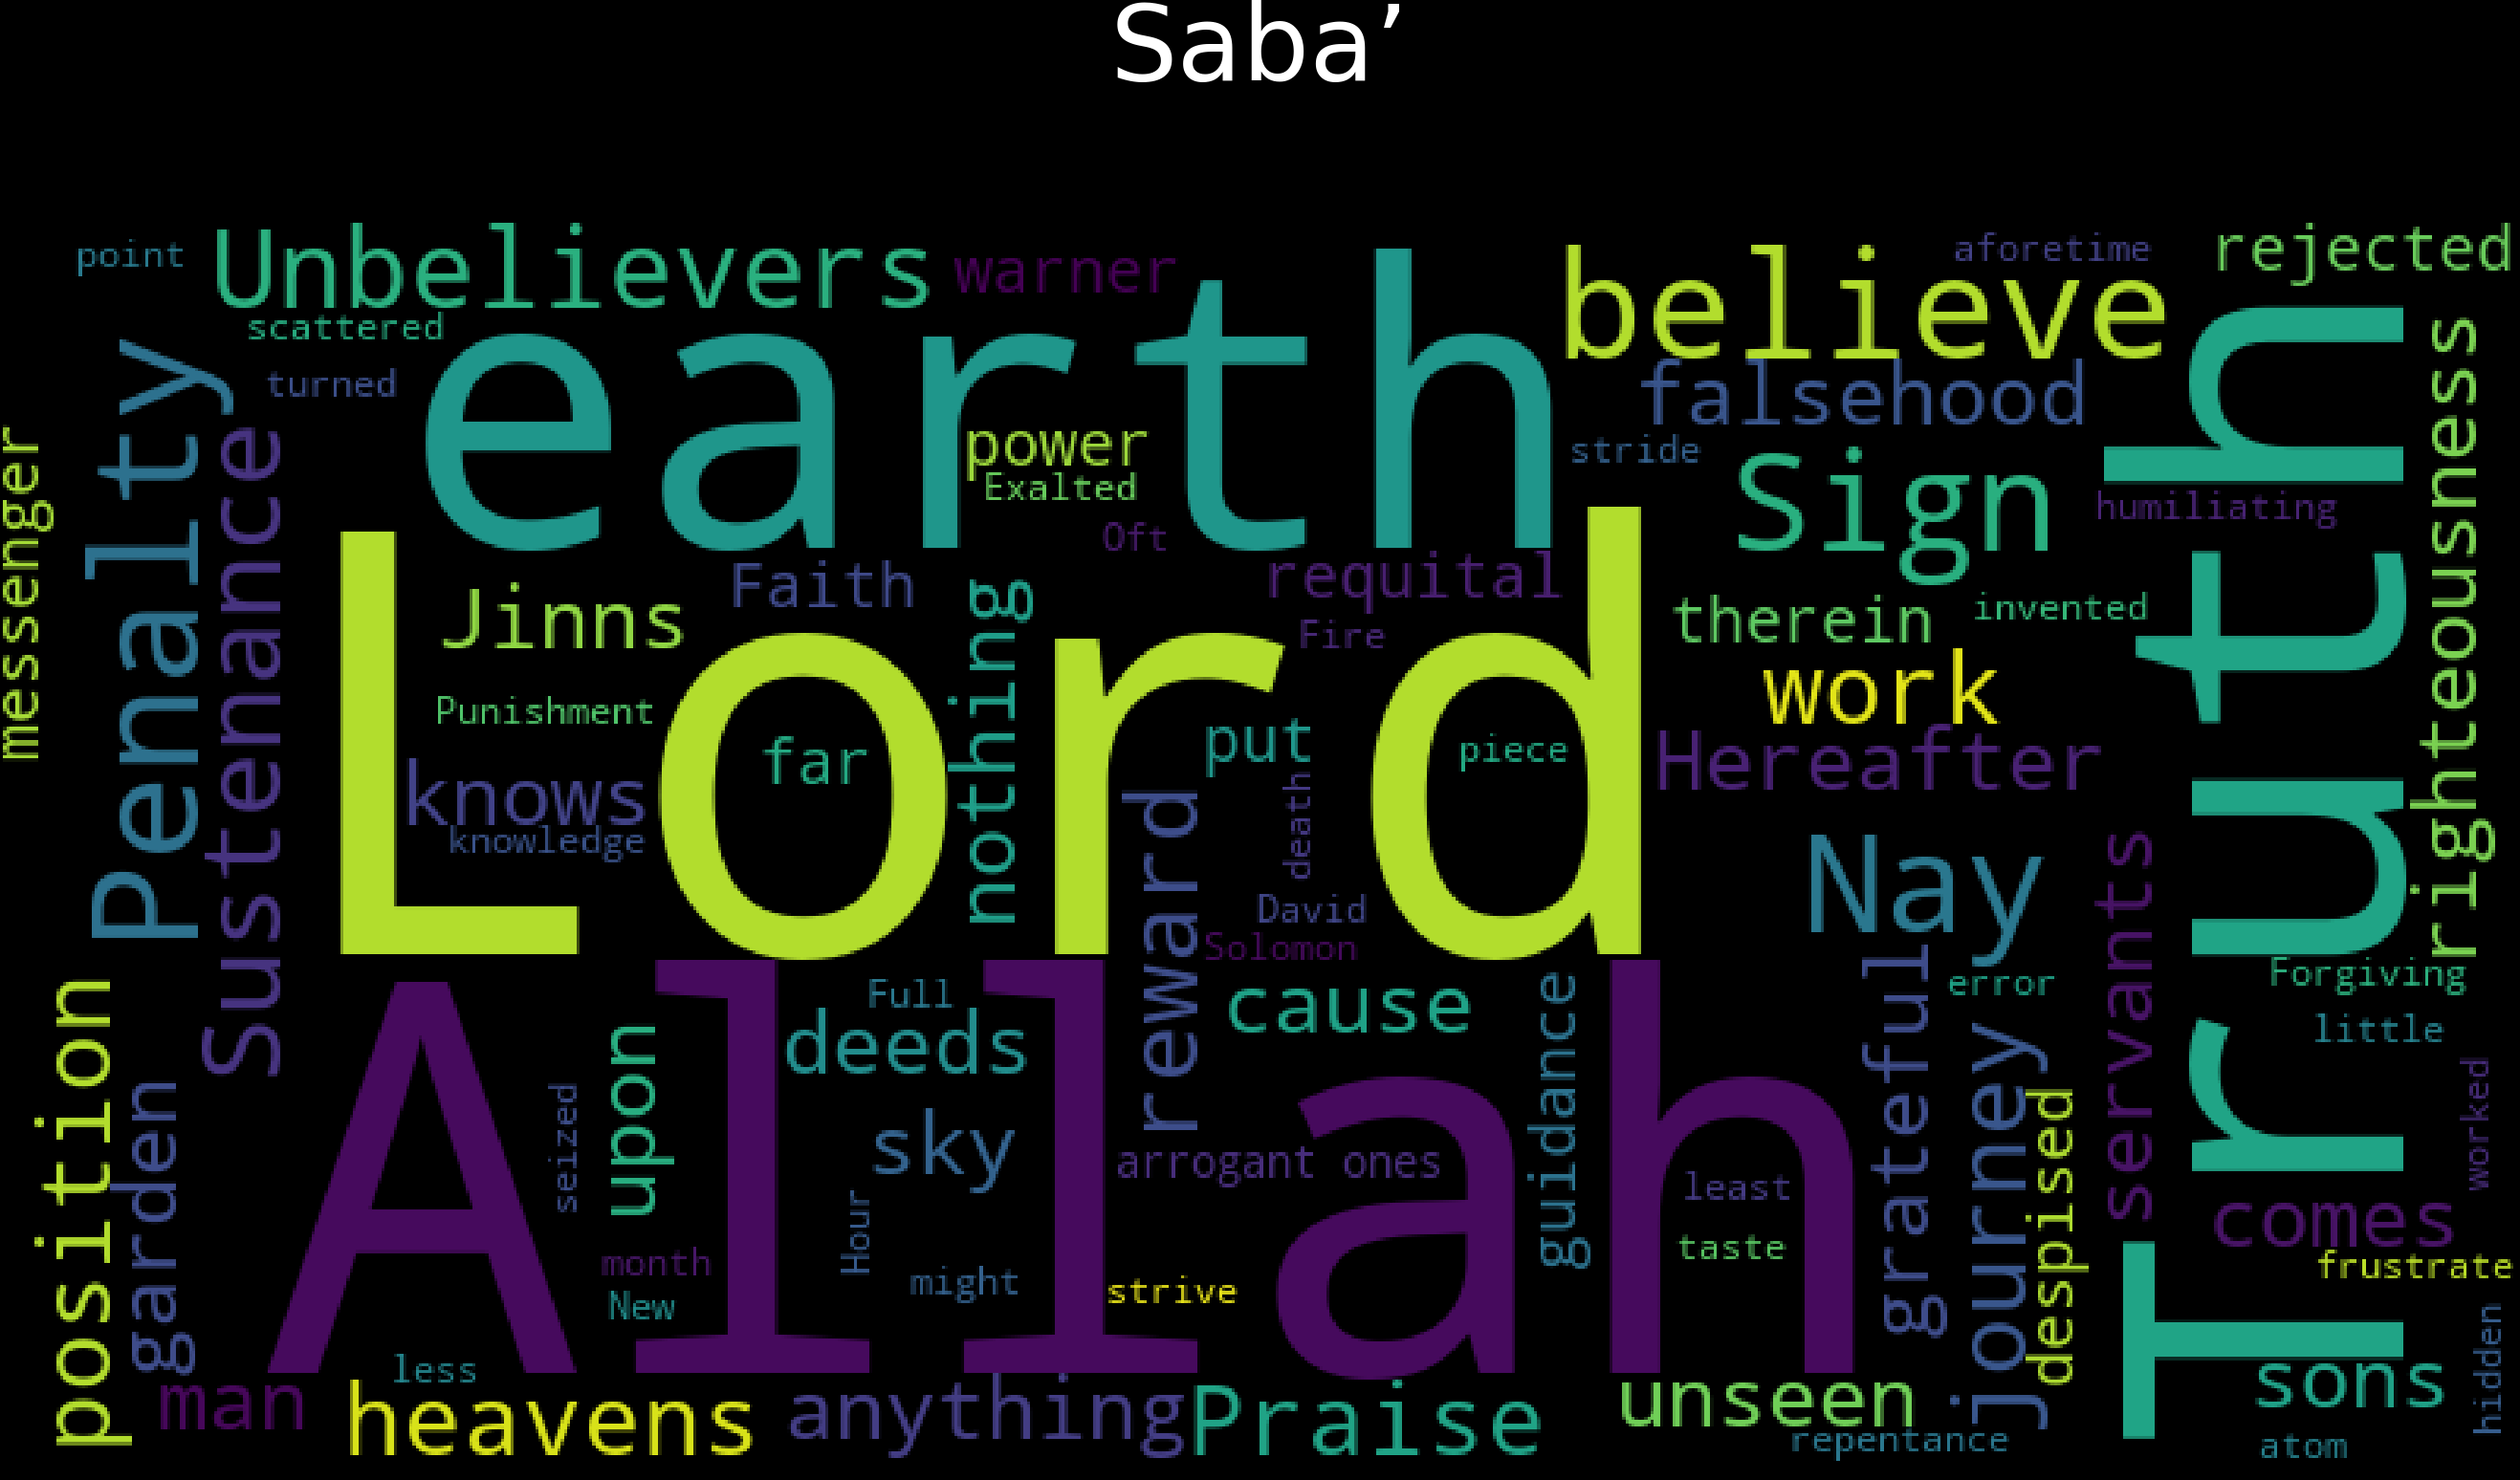 Saba’
point
Unbelievers
warner
believe
aforetime
rejected
scattered
earth
falsehood
turned
Penalty
Sustenance
messenger
power
Exalted
stride
Sign
humiliating
Truth
righteousness
Oft
Faith
requital
Jinns
nothing
Fire
therein
invented
Lord
work
Punishment
far
put
piece
Hereafter
knows
knowledge
reward
death
Nay
servants
David
Solomon
grateful
error
Forgiving
position
Full
cause
guidance
little
deeds
upon
journey
garden
seized
sky
despised
worked
Allah
arrogant ones
least
comes
Hour
month
might
strive
taste
frustrate
New
hidden
less
man
heavens
anything
Praise
unseen
sons
repentance
atom